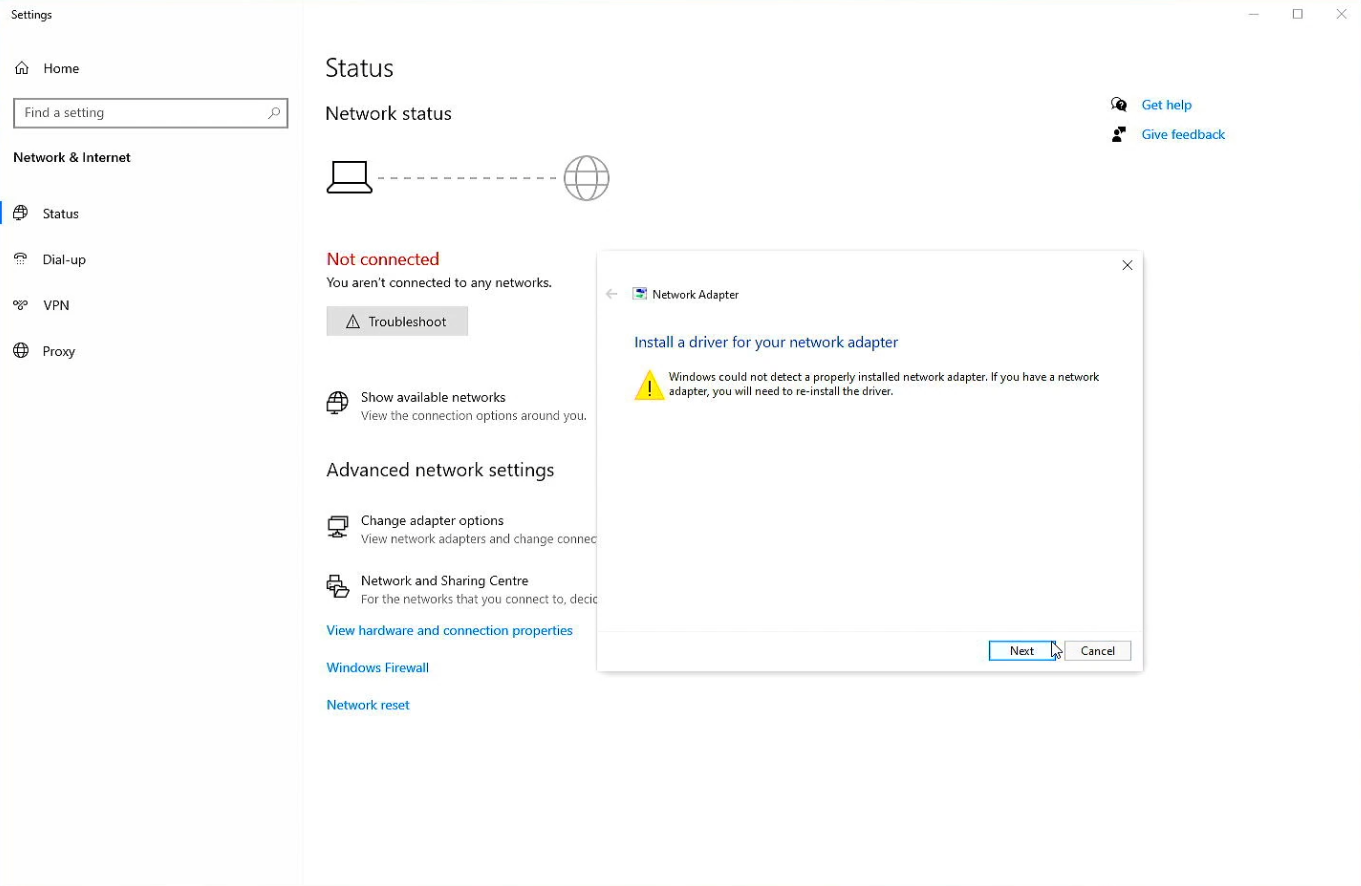 Settings
Home
Find a setting
Network & Internet
Status
Dial-up
VPN
Proxy
Status
Network status
Not connected
You aren't connected to any networks.
Troubleshoot
Show available networks
View the connection options around you.
Advanced network settings
Change adapter options
View network adapters and change connec
Network and Sharing Centre
For the networks that you connect to, decid
View hardware and connection properties
Windows Firewall
Network reset
Get help
Give feedback
Network Adapter
Install a driver for your network adapter
Windows could not detect a properly installed network adapter. If you have a network
adapter, you will need to re-install the driver.
Next
Cancel